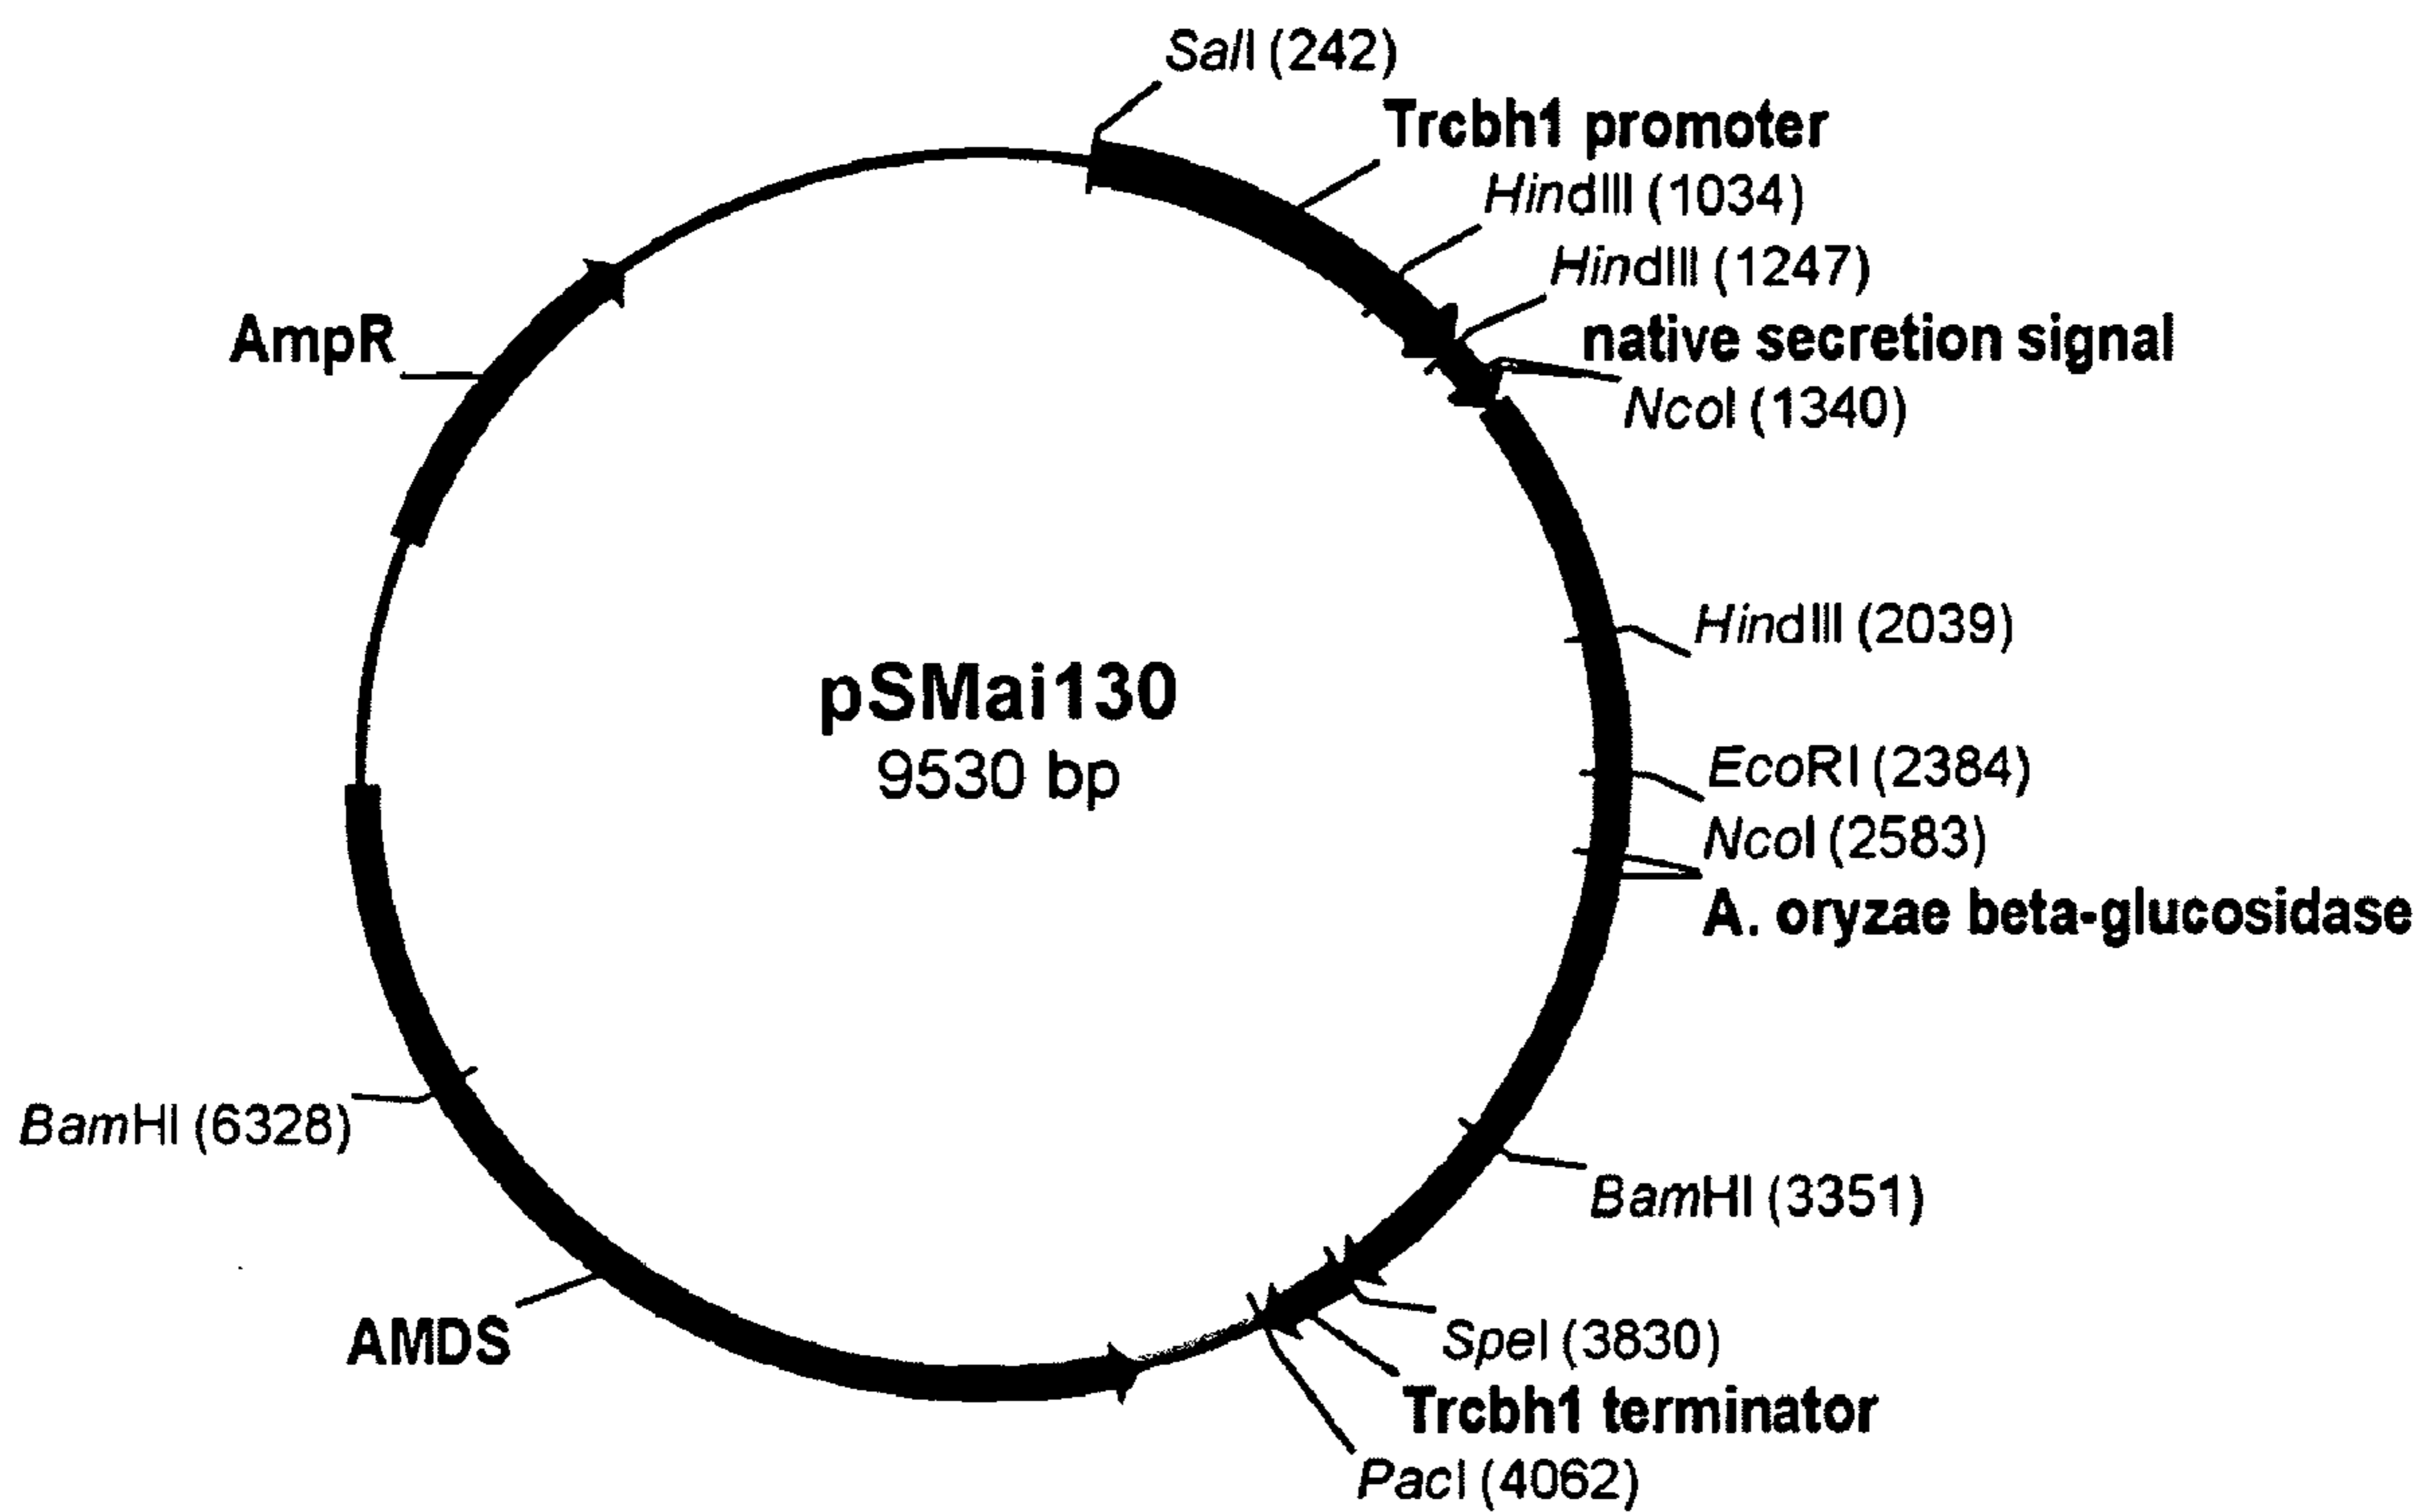 SalI (242)
Trcbh1 promoter
HindIII (1034)
HindIII (1247)
native secretion signal
NcoI (1340)
AmpR
HindIII (2039)
pSMai130
9530 bp
EcoRI (2384)
NcoI (2583)
A. oryzae beta-glucosidase
BamHI (6328)
BamHI (3351)
AMDS
SpeI (3830)
Trcbh1 terminator
PacI (4062)